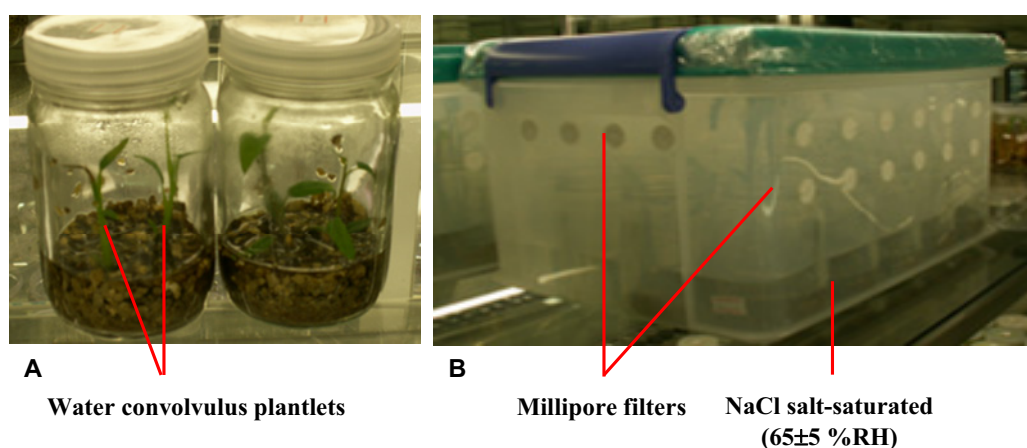 A
B
Water convolvulus plantlets
Millipore filters
NaCl salt-saturated
(65±5 %RH)